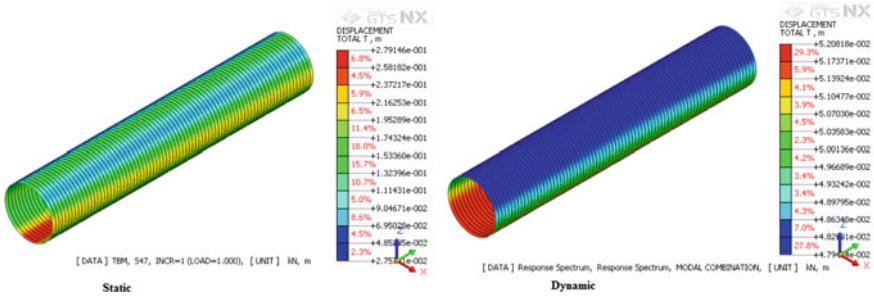 GTS NX
DISPLACEMENT
TOTAL T , m
+2.79146e-001
6.8%
+2.58182e-001
4.5%
+2.37217e-001
5.9%
+2.16253e-001
6.5%
+1.95289e-001
11.4%
+1.74324e-001
18.0%
+1.53360e-001
15.7%
+1.32396e-001
10.7%
+1.11431e-001
5.0%
+9.04671e-002
8.6%
+6.95028e-002
4.5%
2.3%
Z
X
[ DATA ] TBM, S47, INCR=1 (LOAD=1.000), [ UNIT ] kN, m
Static
GTS NX
DISPLACEMENT
TOTAL T , m
+5.20818e-002
29.3%
+5.17371e-002
5.9%
+5.13924e-002
4.1%
+5.10477e-002
3.9%
+5.07030e-002
4.5%
+5.03583e-002
2.3%
+5.00136e-002
4.2%
+4.96689e-002
3.4%
+4.93242e-002
3.4%
+4.89795e-002
4.3%
+4.86348e-002
7.0%
27.8%
Z
X
[ DATA ] Response Spectrum, Response Spectrum, MODAL COMBINATION, [ UNIT ] kN, m
Dynamic